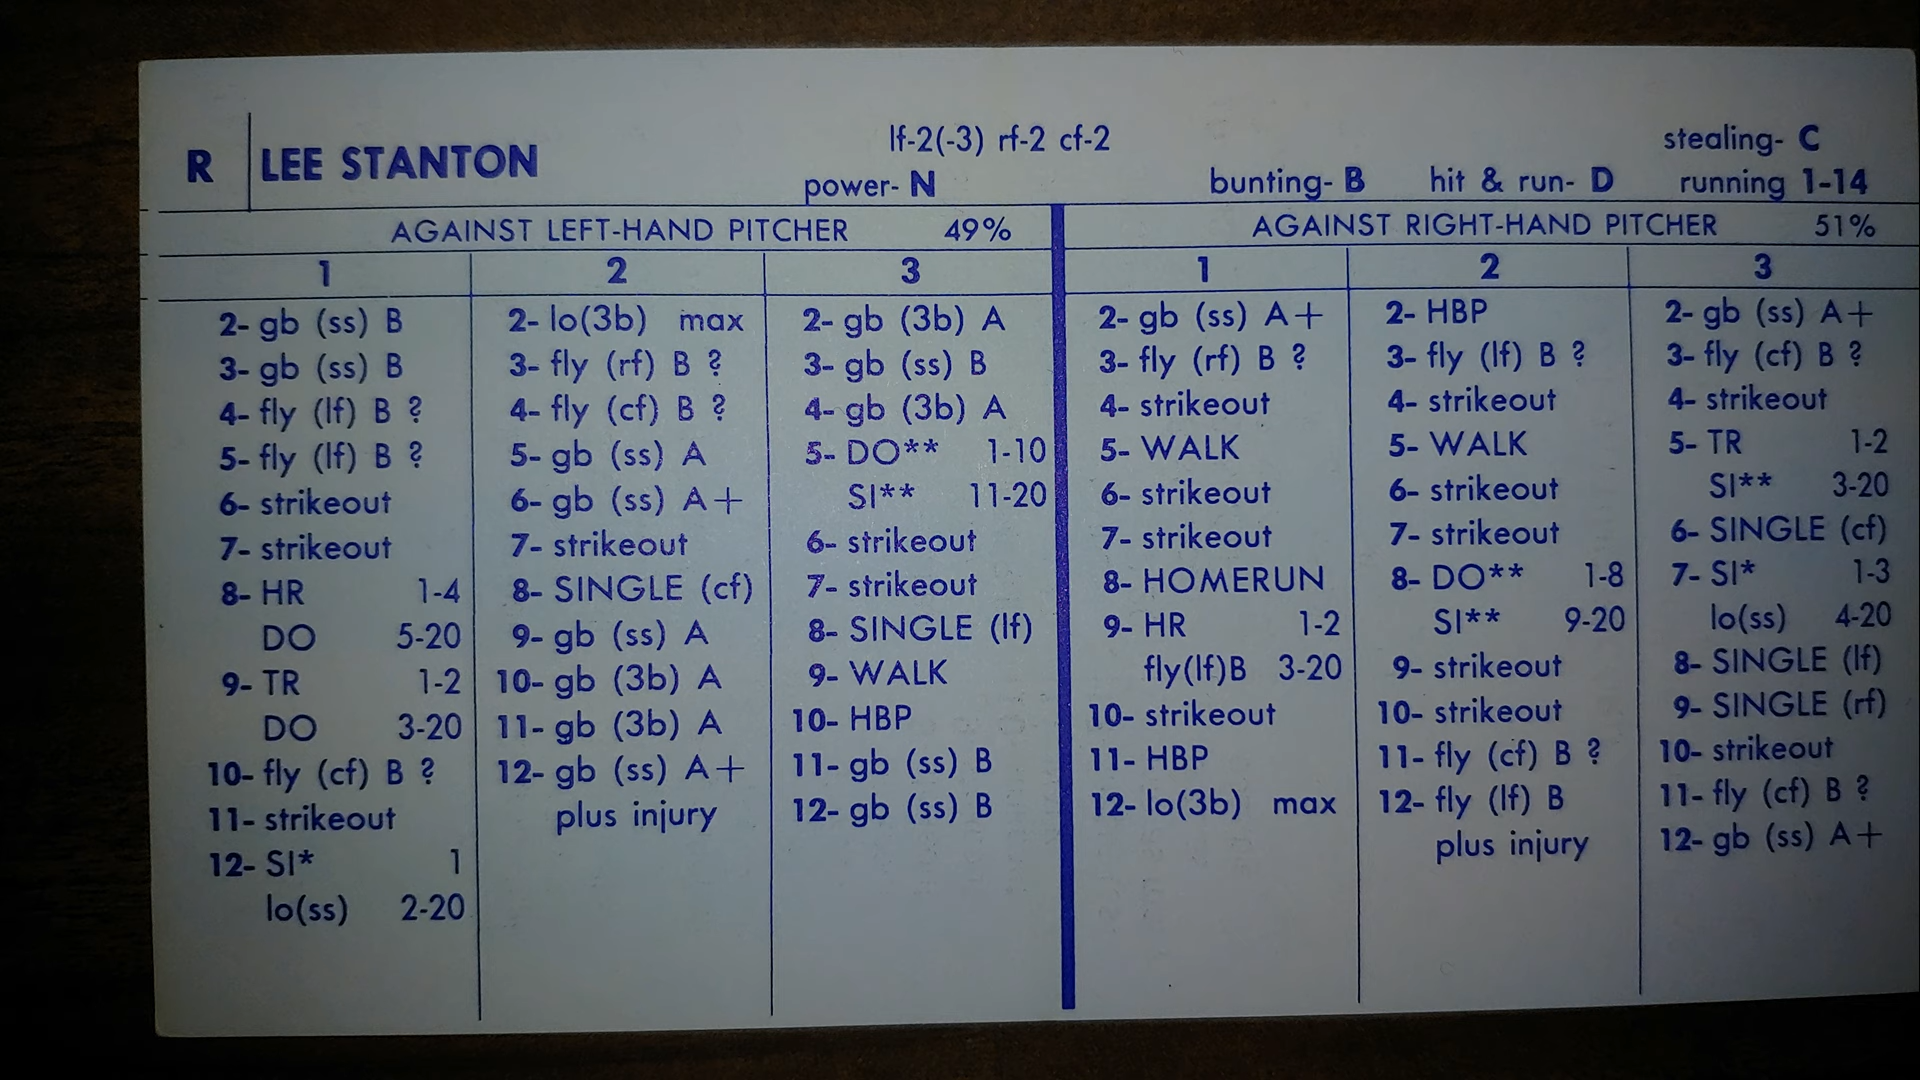 R LEE STANTON
lf-2(-3) rf-2 cf-2
power- N
bunting- B
hit & run- D
stealing- C
running 1-14
AGAINST LEFT-HAND PITCHER 49%
1
2- gb (ss) B
3- gb (ss) B
4- fly (lf) B ?
5- fly (lf) B ?
6- strikeout
7- strikeout
8- HR 1-4
DO 5-20
9- TR 1-2
DO 3-20
10- fly (cf) B ?
11- strikeout
12- SI* 1
lo(ss) 2-20
2
2- lo(3b) max
3- fly (rf) B ?
4- fly (cf) B ?
5- gb (ss) A
6- gb (ss) A+
7- strikeout
8- SINGLE (cf)
9- gb (ss) A
10- gb (3b) A
11- gb (3b) A
12- gb (ss) A+
plus injury
3
2- gb (3b) A
3- gb (ss) B
4- gb (3b) A
5- DO** 1-10
SI** 11-20
6- strikeout
7- strikeout
8- SINGLE (lf)
9- WALK
10- HBP
11- gb (ss) B
12- gb (ss) B
AGAINST RIGHT-HAND PITCHER 51%
1
2- gb (ss) A+
3- fly (rf) B ?
4- strikeout
5- WALK
6- strikeout
7- strikeout
8- HOMERUN
9- HR 1-2
fly(lf)B 3-20
10- strikeout
11- HBP
12- lo(3b) max
2
2- HBP
3- fly (lf) B ?
4- strikeout
5- WALK
6- strikeout
7- strikeout
8- DO** 1-8
SI** 9-20
9- strikeout
10- strikeout
11- fly (cf) B ?
12- fly (lf) B
plus injury
3
2- gb (ss) A+
3- fly (cf) B ?
4- strikeout
5- TR 1-2
SI** 3-20
6- SINGLE (cf)
7- SI* 1-3
lo(ss) 4-20
8- SINGLE (lf)
9- SINGLE (rf)
10- strikeout
11- fly (cf) B ?
12- gb (ss) A+